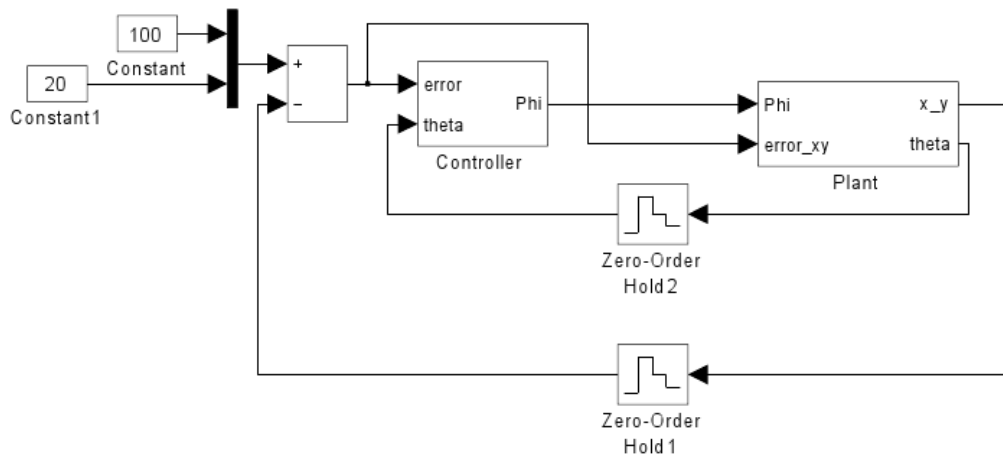 100
Constant
20
Constant1
+
−
error
theta
Phi
Controller
Phi
error_xy
x_y
theta
Plant
Zero-Order
Hold2
Zero-Order
Hold1